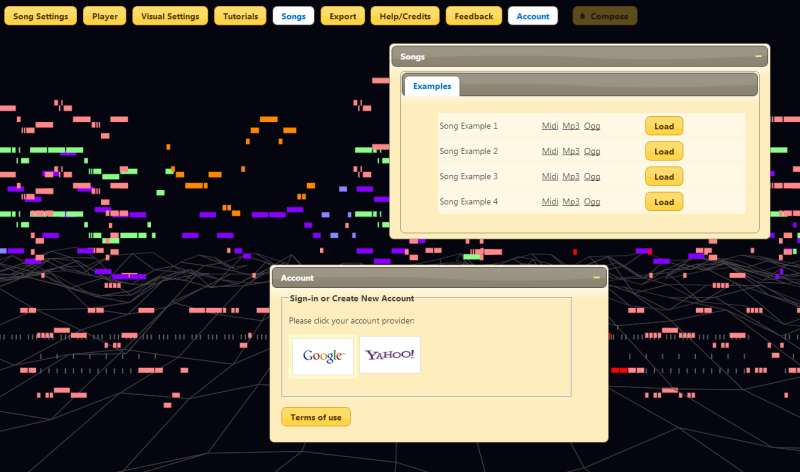 Song Settings Player Visual Settings Tutorials Songs Export Help/Credits Feedback Account Compose
Songs
Examples
Song Example 1 Midi Mp3 Ogg Load
Song Example 2 Midi Mp3 Ogg Load
Song Example 3 Midi Mp3 Ogg Load
Song Example 4 Midi Mp3 Ogg Load
Account
Sign-in or Create New Account
Please click your account provider:
Google YAHOO!
Terms of use